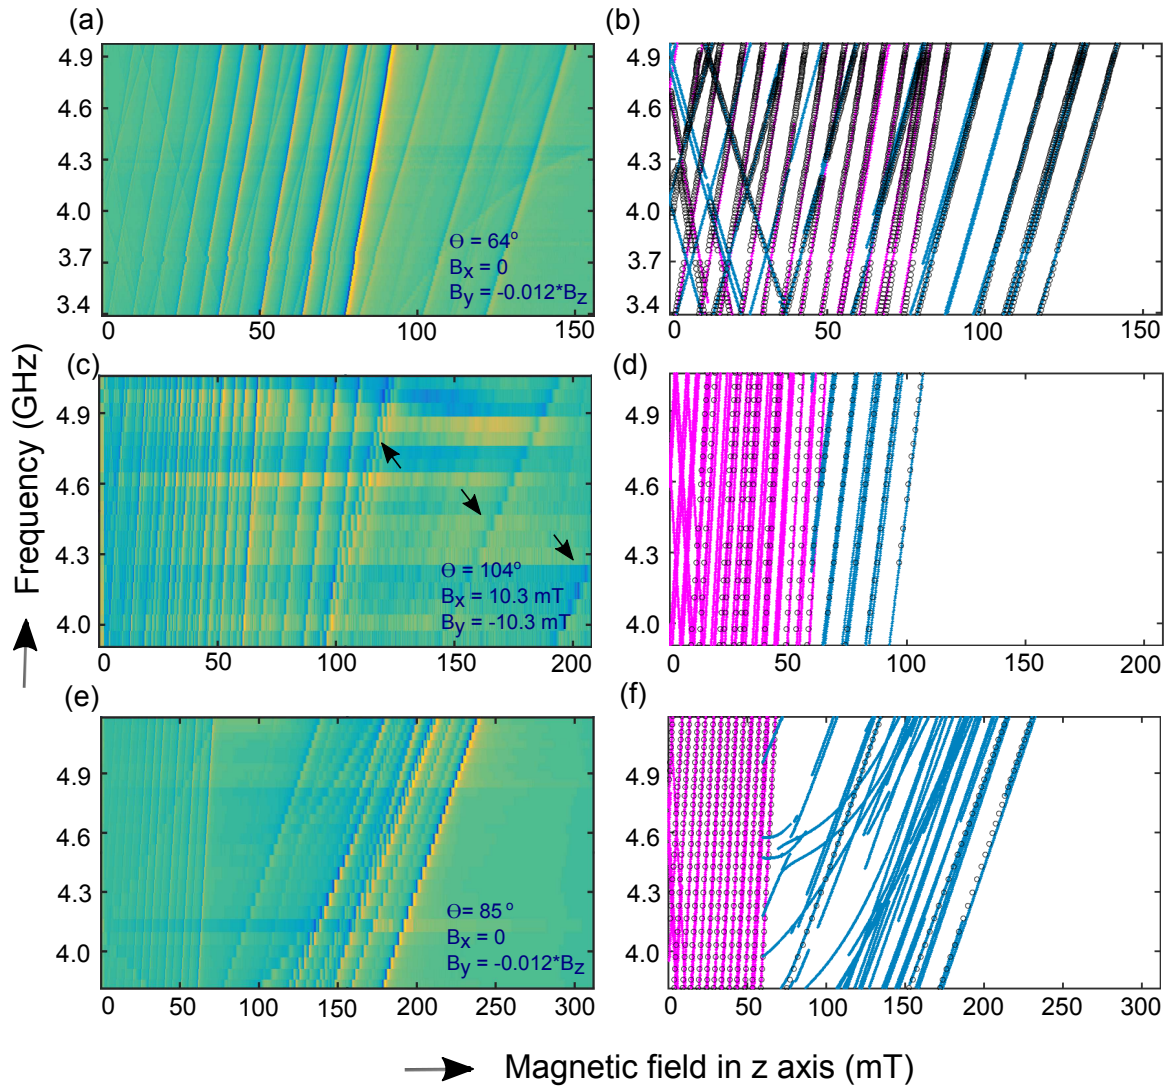 (a)
(b)
4.9
4.6
4.3
4.0
3.7
3.4
Θ = 64°
Bx = 0
By = -0.012*Bz
0 50 100 150
4.9
4.6
4.3
4.0
3.7
3.4
0 50 100 150
(c)
(d)
4.9
4.6
4.3
4.0
Θ = 104°
Bx = 10.3 mT
By = -10.3 mT
0 50 100 150 200
4.9
4.6
4.3
4.0
0 50 100 150 200
(e)
(f)
4.9
4.6
4.3
4.0
Θ = 85°
Bx = 0
By = -0.012*Bz
0 50 100 150 200 250 300
4.9
4.6
4.3
4.0
0 50 100 150 200 250 300
Frequency (GHz)
Magnetic field in z axis (mT)